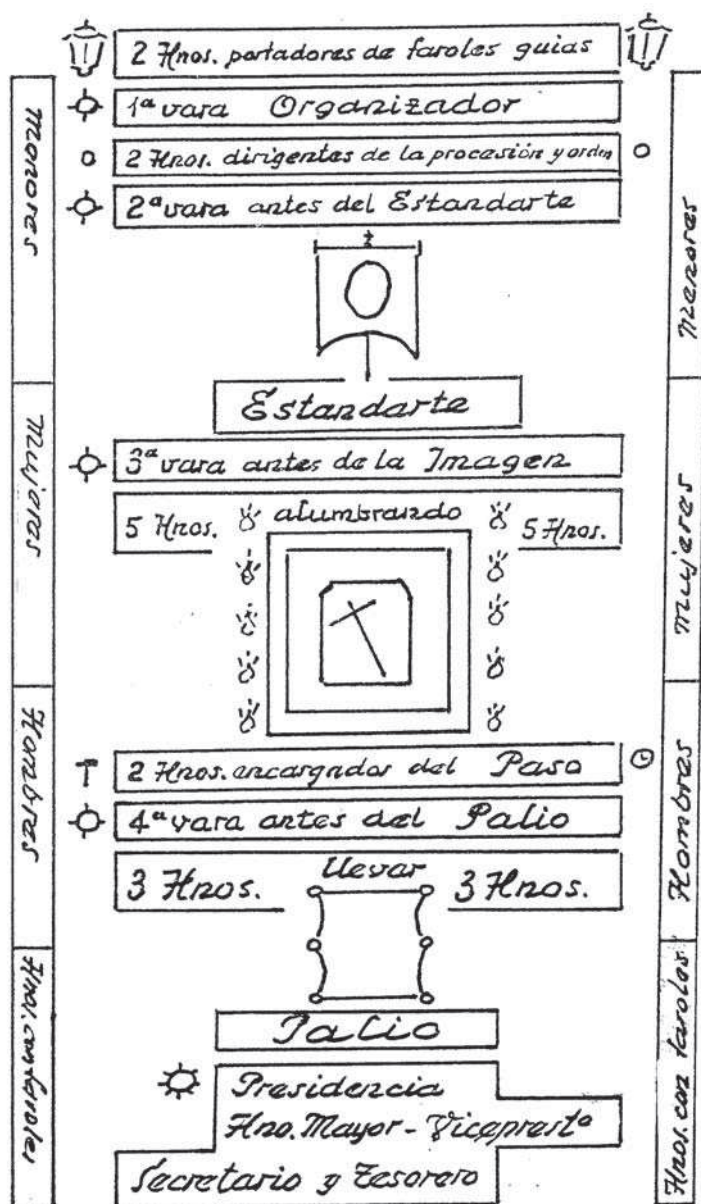 2 Hnos. portadores de faroles guias
1ª vara Organizador
2 Hnos. dirigentes de la procesión y orden
2ª vara antes del Estandarte
Estandarte
3ª vara antes de la Imagen
alumbrando
5 Hnos.
5 Hnos.
2 Hnos. encargados del Paso
4ª vara antes del Palio
llevar
3 Hnos.
3 Hnos.
Palio
Presidencia
Hno. Mayor - Viceprestº
Secretario y Tesorero
Menores
Mujeres
Hombres
Hnos. con faroles
Menores
Mujeres
Hombres
Hnos. con faroles